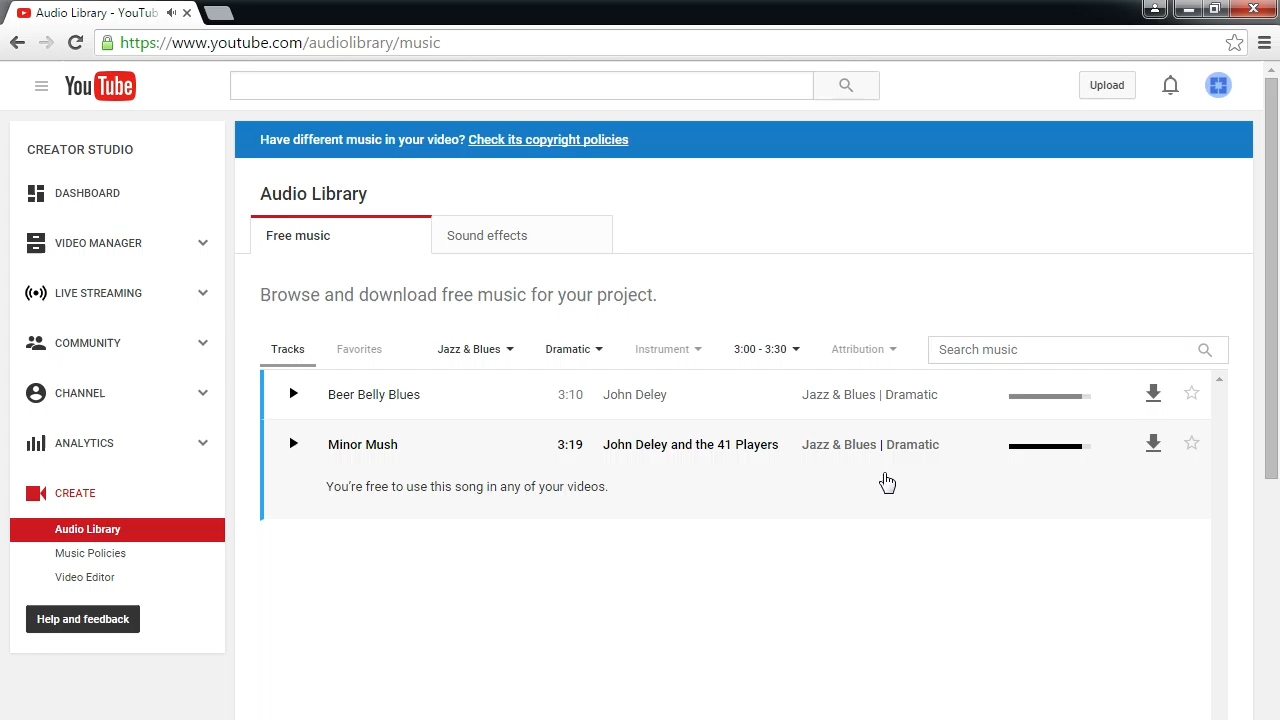 Audio Library - YouTub
https://www.youtube.com/audiolibrary/music
YouTube
Upload
CREATOR STUDIO
DASHBOARD
VIDEO MANAGER
LIVE STREAMING
COMMUNITY
CHANNEL
ANALYTICS
CREATE
Audio Library
Music Policies
Video Editor
Help and feedback
Have different music in your video? Check its copyright policies
Audio Library
Free music Sound effects
Browse and download free music for your project.
Tracks Favorites Jazz & Blues Dramatic Instrument 3:00 - 3:30 Attribution Search music
Beer Belly Blues 3:10 John Deley Jazz & Blues | Dramatic
Minor Mush 3:19 John Deley and the 41 Players Jazz & Blues | Dramatic
You're free to use this song in any of your videos.